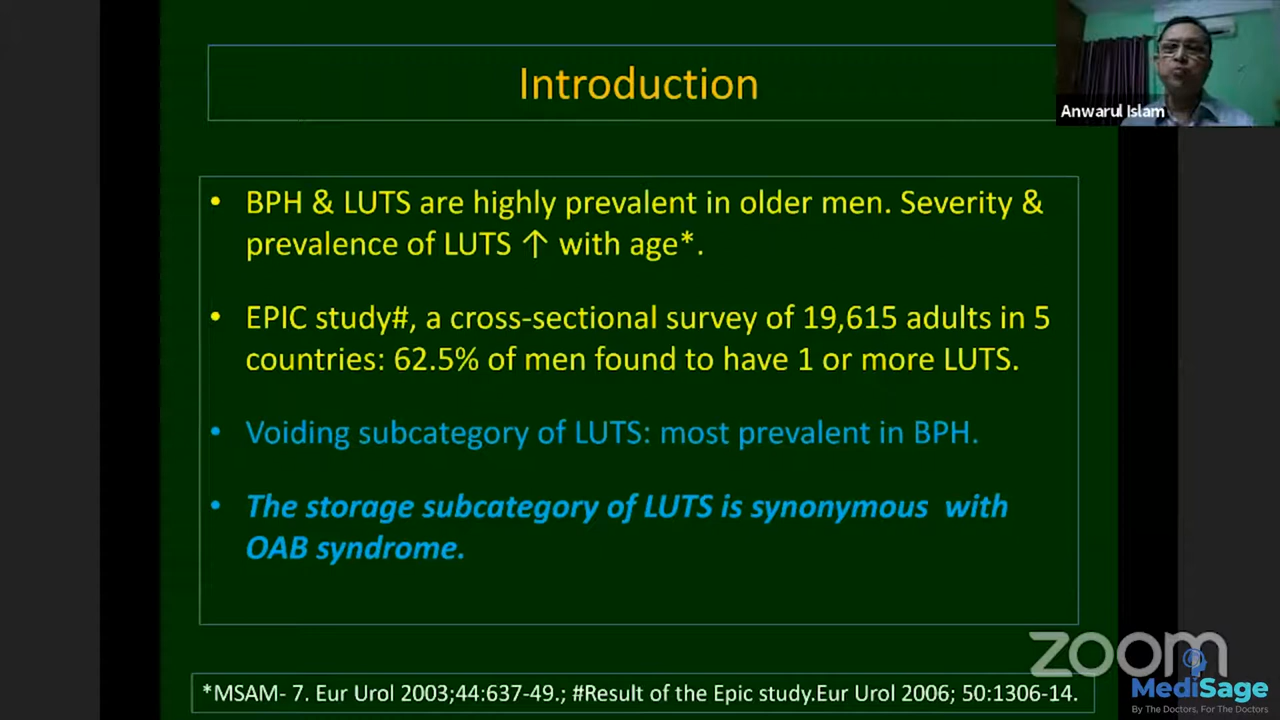 Introduction
Anwarul Islam
• BPH & LUTS are highly prevalent in older men. Severity &
prevalence of LUTS ↑ with age*.
• EPIC study#, a cross-sectional survey of 19,615 adults in 5
countries: 62.5% of men found to have 1 or more LUTS.
• Voiding subcategory of LUTS: most prevalent in BPH.
• The storage subcategory of LUTS is synonymous with
OAB syndrome.
zoom
MediSage
By The Doctors, For The Doctors
*MSAM- 7. Eur Urol 2003;44:637-49.; #Result of the Epic study.Eur Urol 2006; 50:1306-14.